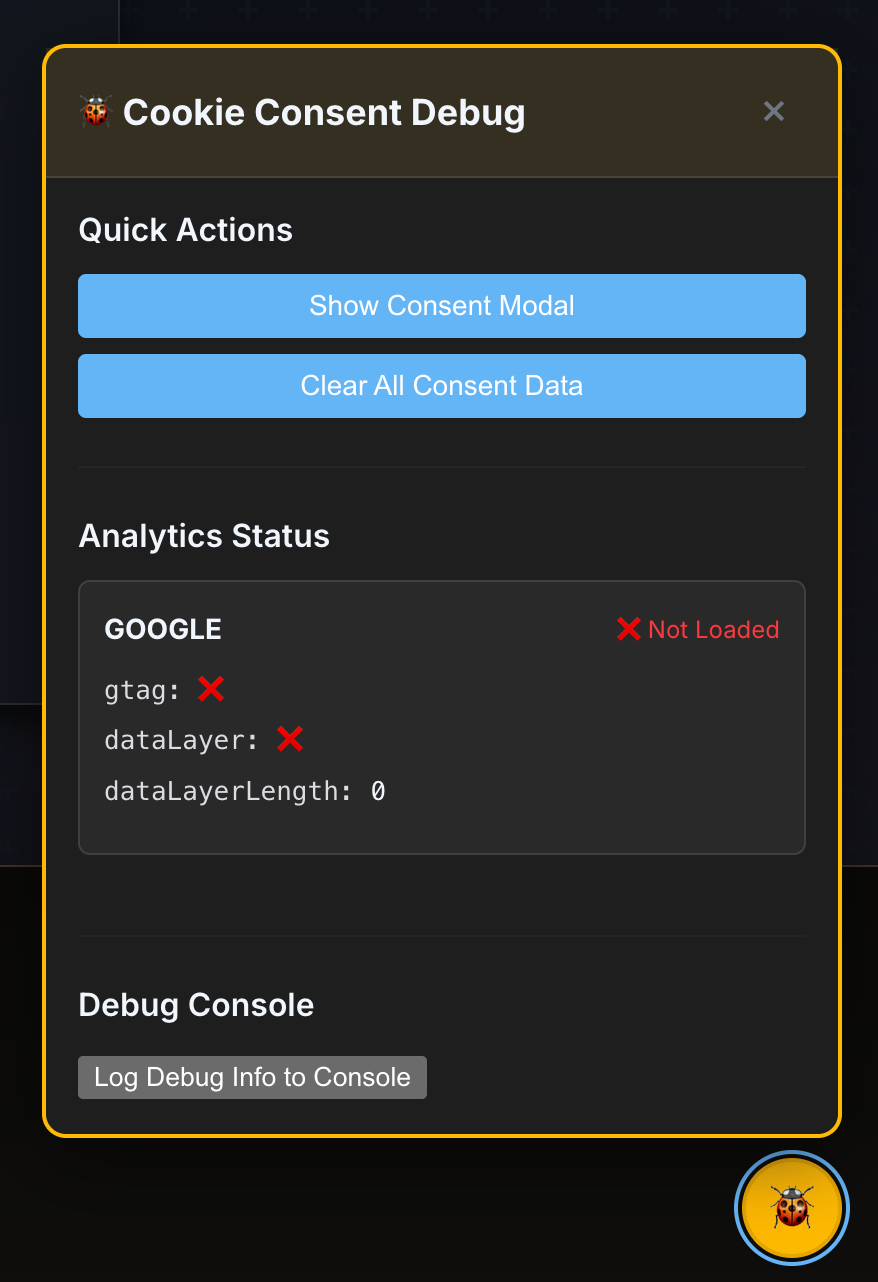 🐞 Cookie Consent Debug ✕
Quick Actions
Show Consent Modal
Clear All Consent Data
Analytics Status
GOOGLE ❌ Not Loaded
gtag: ❌
dataLayer: ❌
dataLayerLength: 0
Debug Console
Log Debug Info to Console